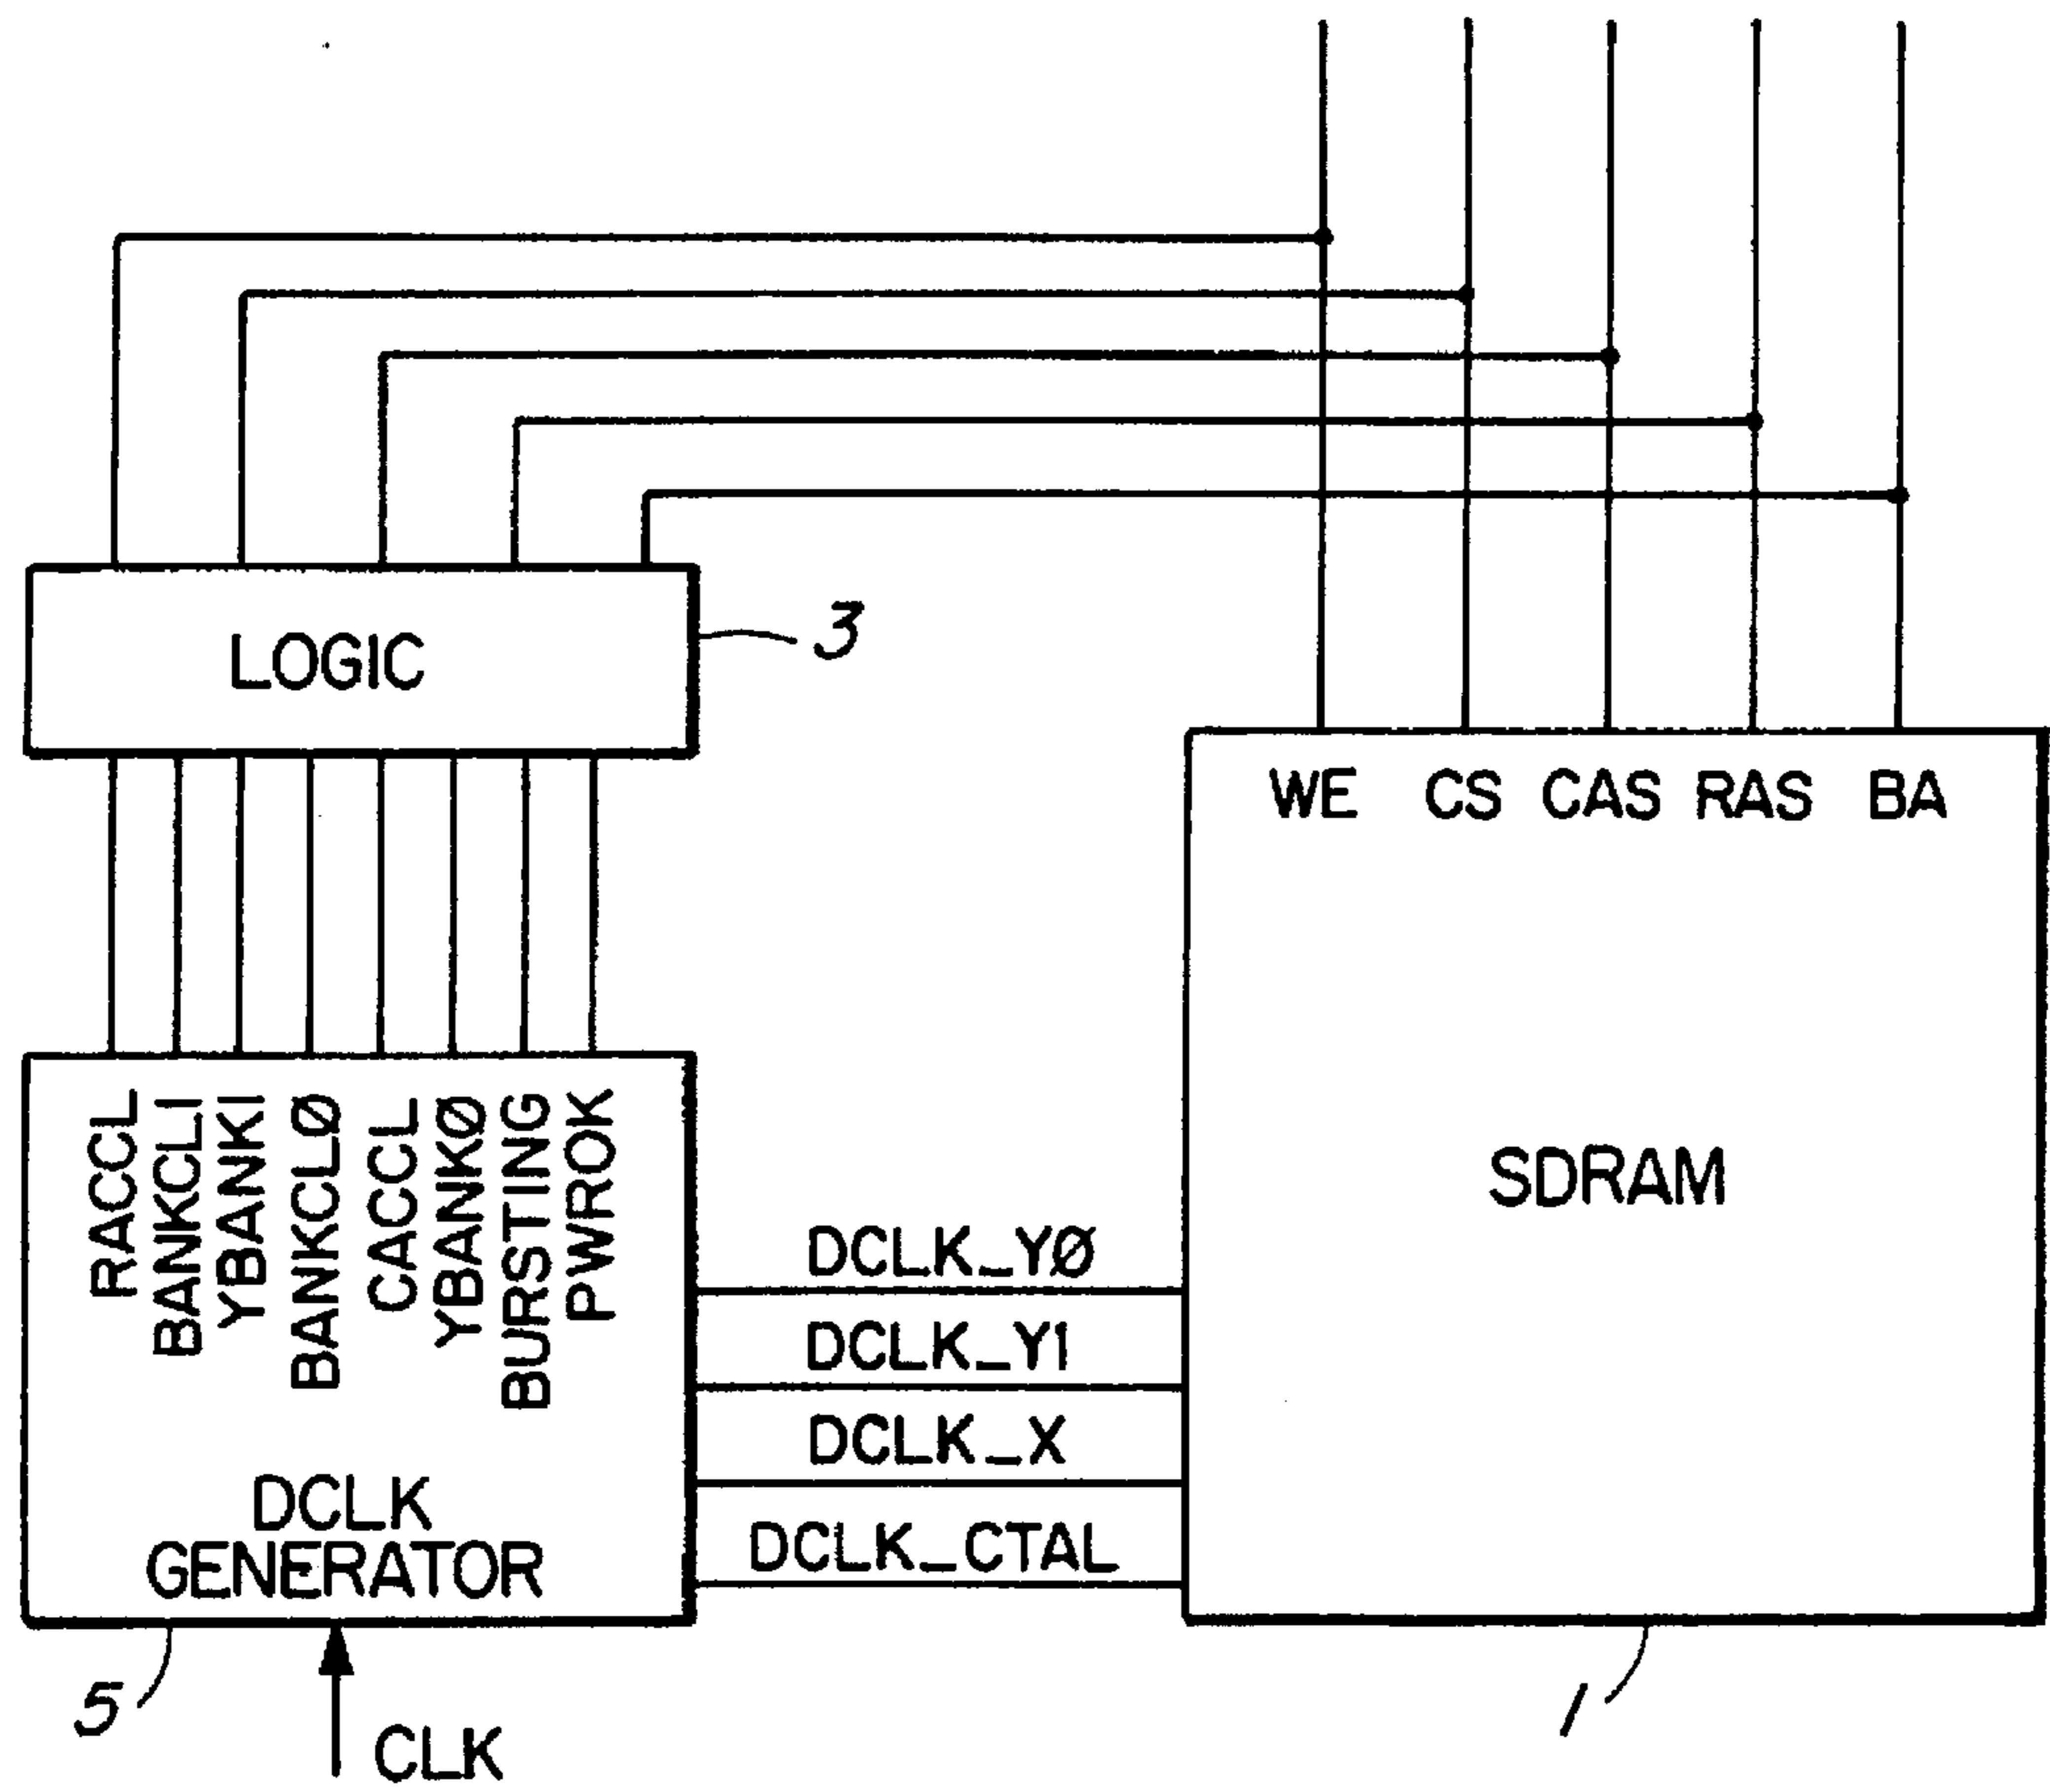 LOGIC
3
WE CS CAS RAS BA
RACCL
BANKCL1
YBANK1
BANKCLØ
CACCL
YBANKØ
BURSTING
PWROK
SDRAM
DCLK_YØ
DCLK_Y1
DCLK_X
DCLK_CTAL
DCLK
GENERATOR
5
1
CLK